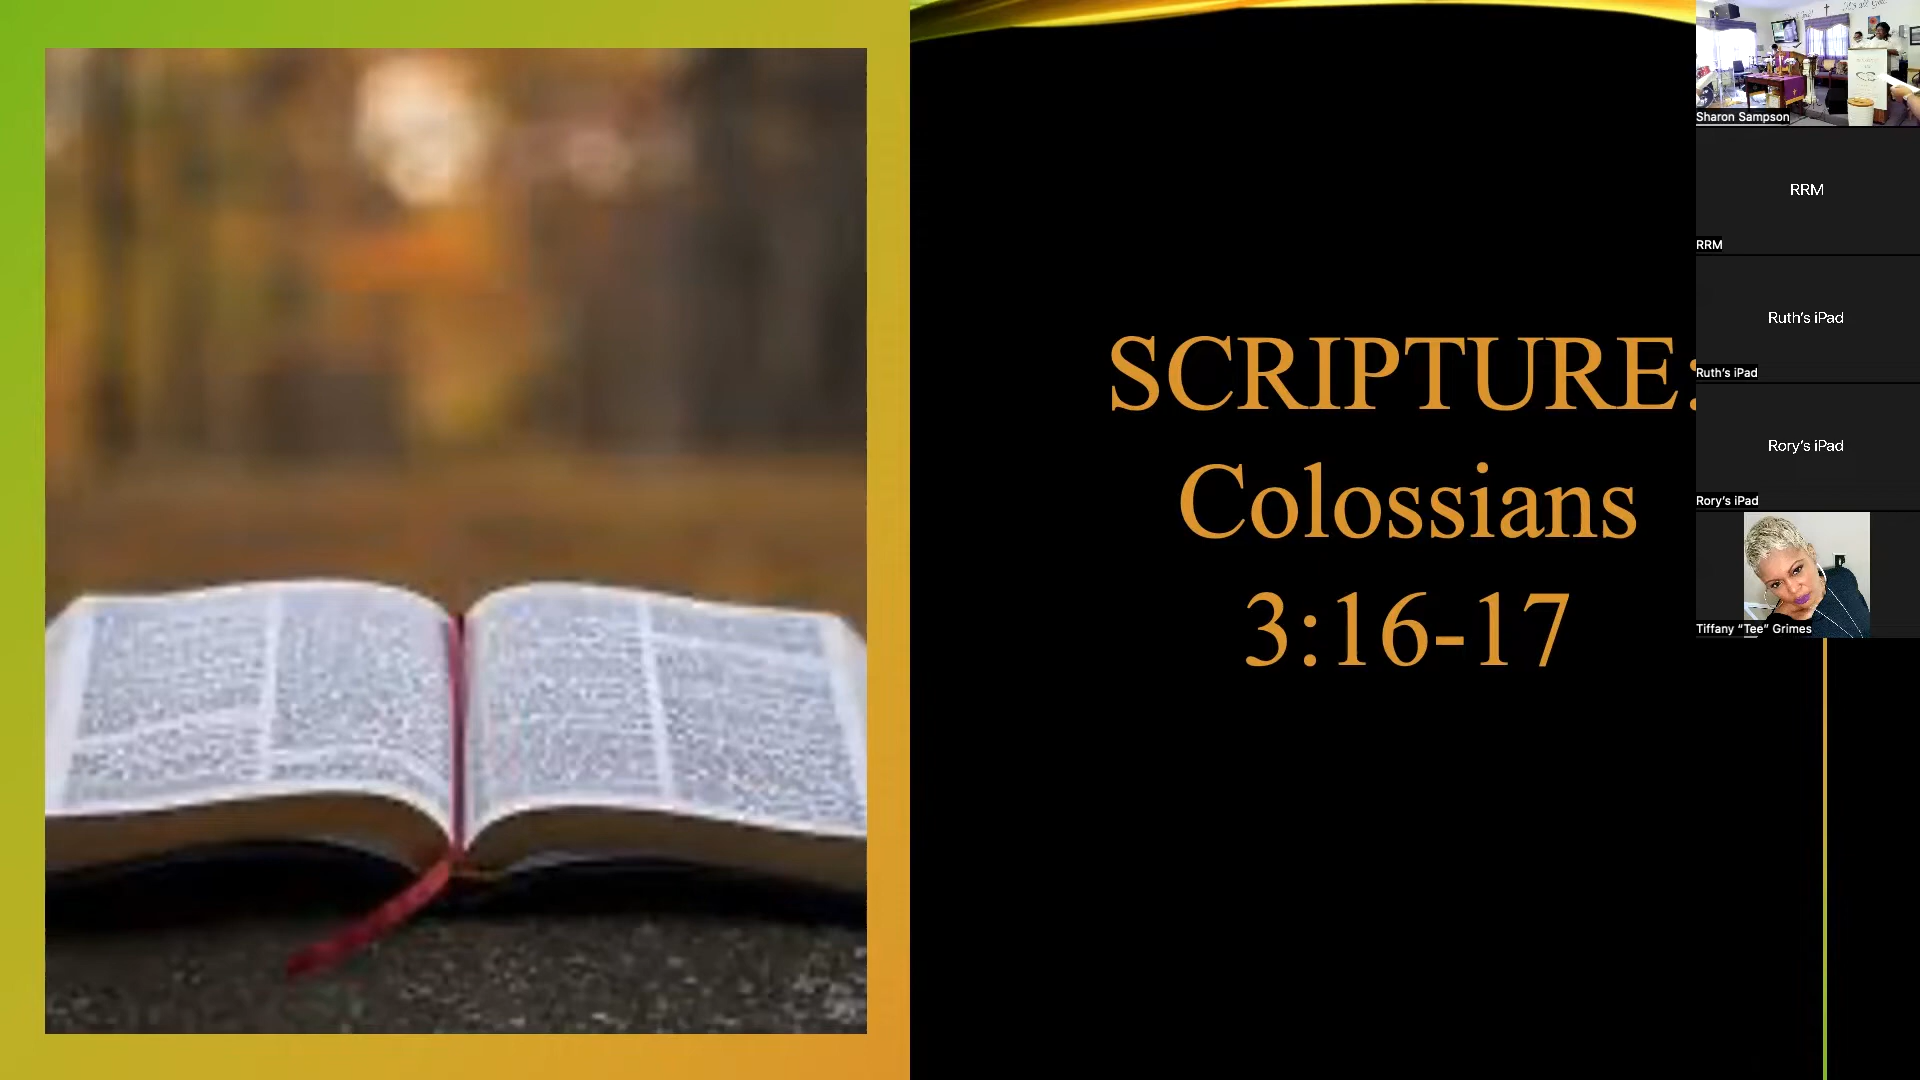 SCRIPTURE:
Colossians
3:16-17
Sharon Sampson
RRM
RRM
Ruth’s iPad
Ruth’s iPad
Rory’s iPad
Rory’s iPad
Tiffany “Tee” Grimes